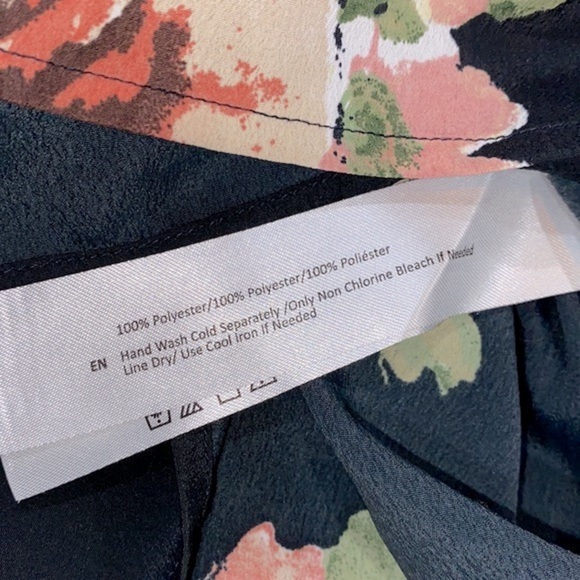 100% Polyester/100% Polyester/100% Poliéster
EN Hand Wash Cold Separately /Only Non Chlorine Bleach If Needed
Line Dry/ Use Cool Iron If Needed